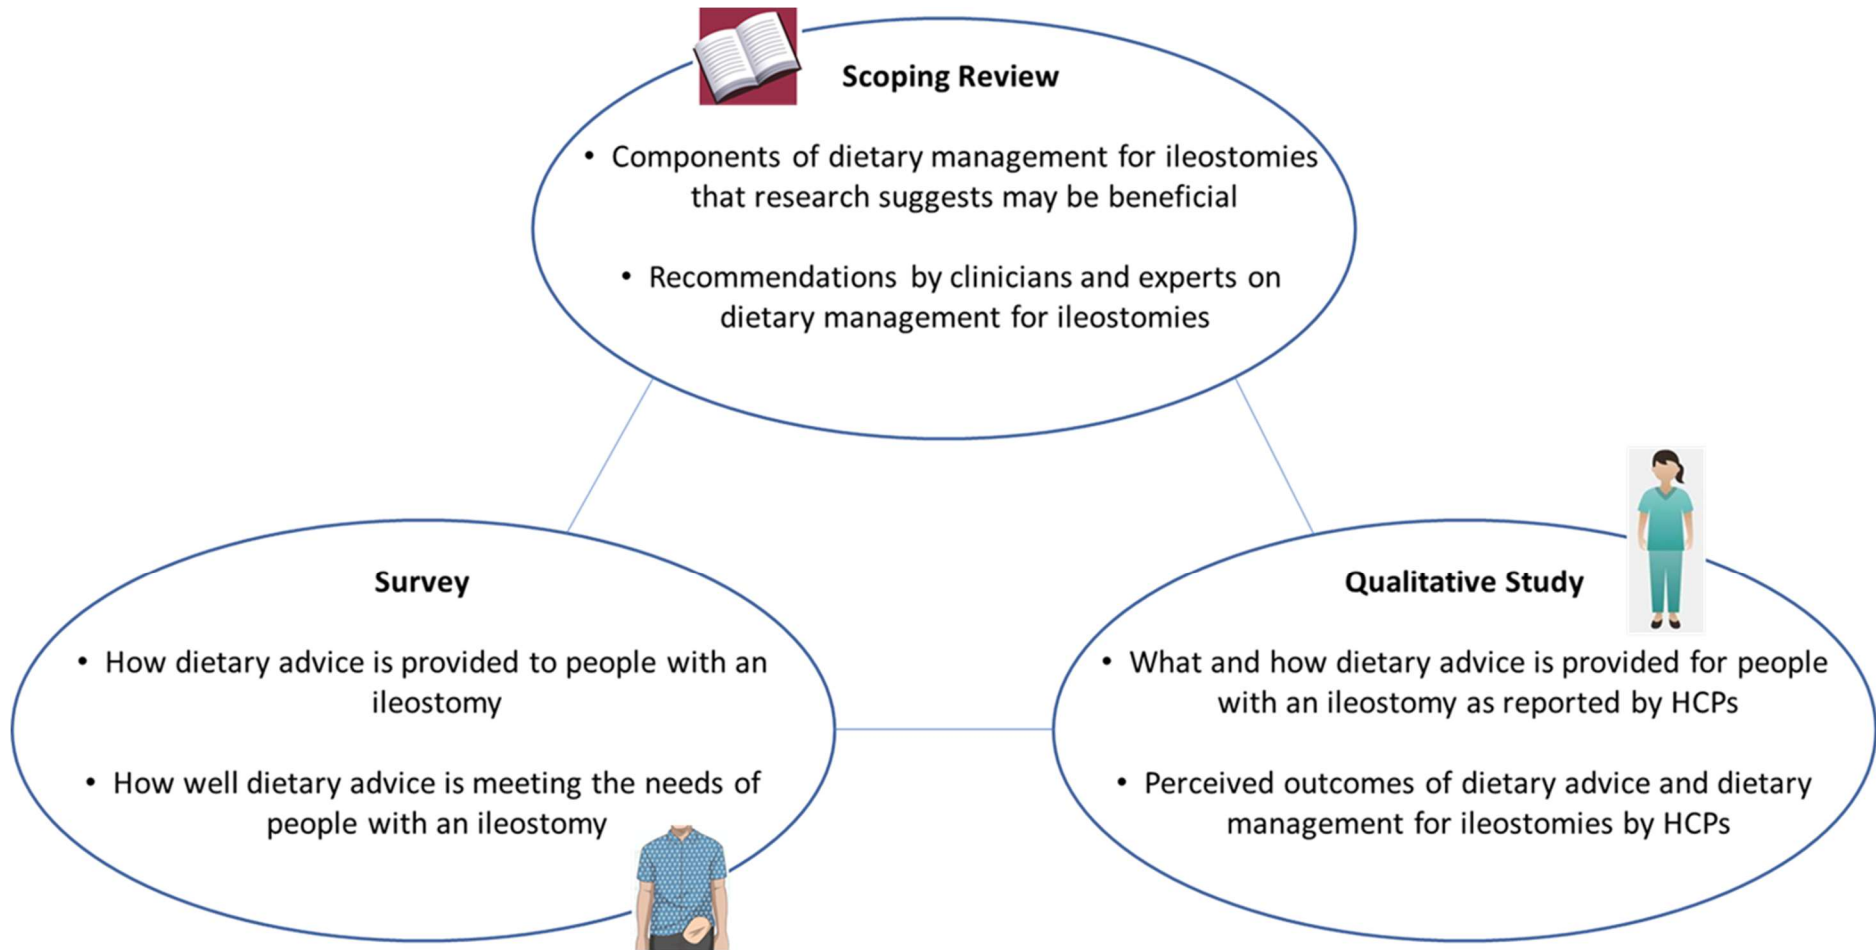 Scoping Review
• Components of dietary management for ileostomies
that research suggests may be beneficial
• Recommendations by clinicians and experts on
dietary management for ileostomies
Survey
• How dietary advice is provided to people with an
ileostomy
• How well dietary advice is meeting the needs of
people with an ileostomy
Qualitative Study
• What and how dietary advice is provided for people
with an ileostomy as reported by HCPs
• Perceived outcomes of dietary advice and dietary
management for ileostomies by HCPs